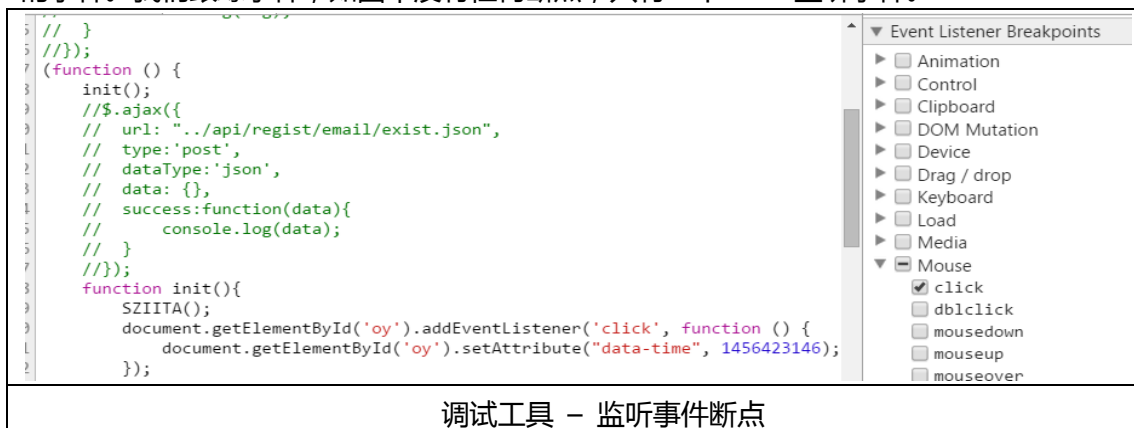 //  }
//});
(function () {
    init();
    //$.ajax({
    //  url: "../api/regist/email/exist.json",
    //  type:'post',
    //  dataType:'json',
    //  data: {},
    //  success:function(data){
    //      console.log(data);
    //  }
    //});
    function init(){
        SZIITA();
        document.getElementById('oy').addEventListener('click', function () {
            document.getElementById('oy').setAttribute("data-time", 1456423146);
        });
Event Listener Breakpoints
Animation
Control
Clipboard
DOM Mutation
Device
Drag / drop
Keyboard
Load
Media
Mouse
click
dblclick
mousedown
mouseup
mouseover
调试工具 – 监听事件断点